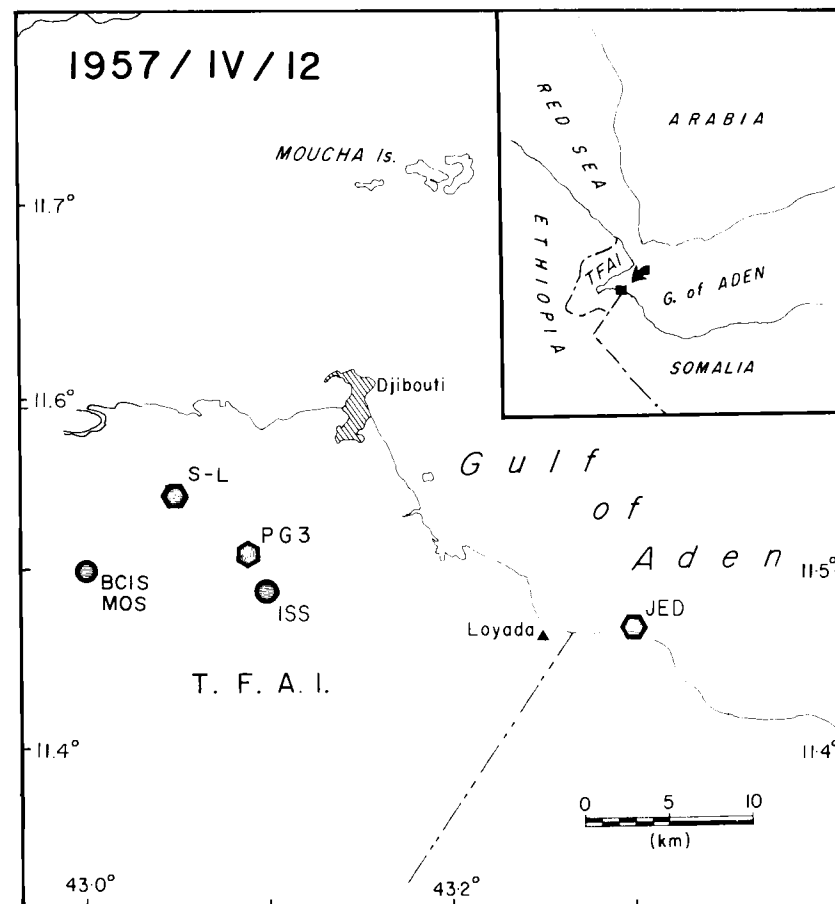 1957/IV/12
MOUCHA Is.
11.7°
RED SEA
ARABIA
ETHIOPIA
TFAI
G. of ADEN
SOMALIA
11.6°
Djibouti
Gulf
of
Aden
S-L
PG3
BCIS
MOS
ISS
11.5°
JED
Loyada
T. F. A. I.
11.4°
11.4°
0 5 10
(km)
43.0°
43.2°